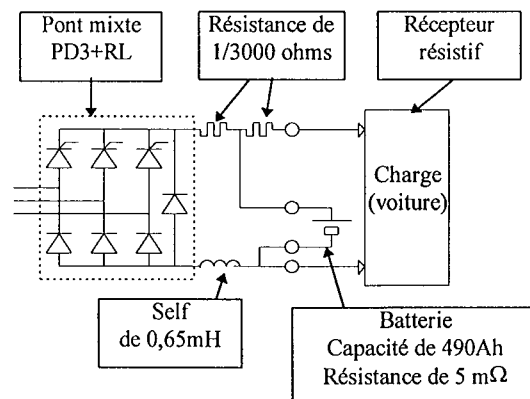 Pont mixte
PD3+RL
Résistance de
1/3000 ohms
Récepteur
résistif
Charge
(voiture)
Self
de 0,65mH
Batterie
Capacité de 490Ah
Résistance de 5 mΩ